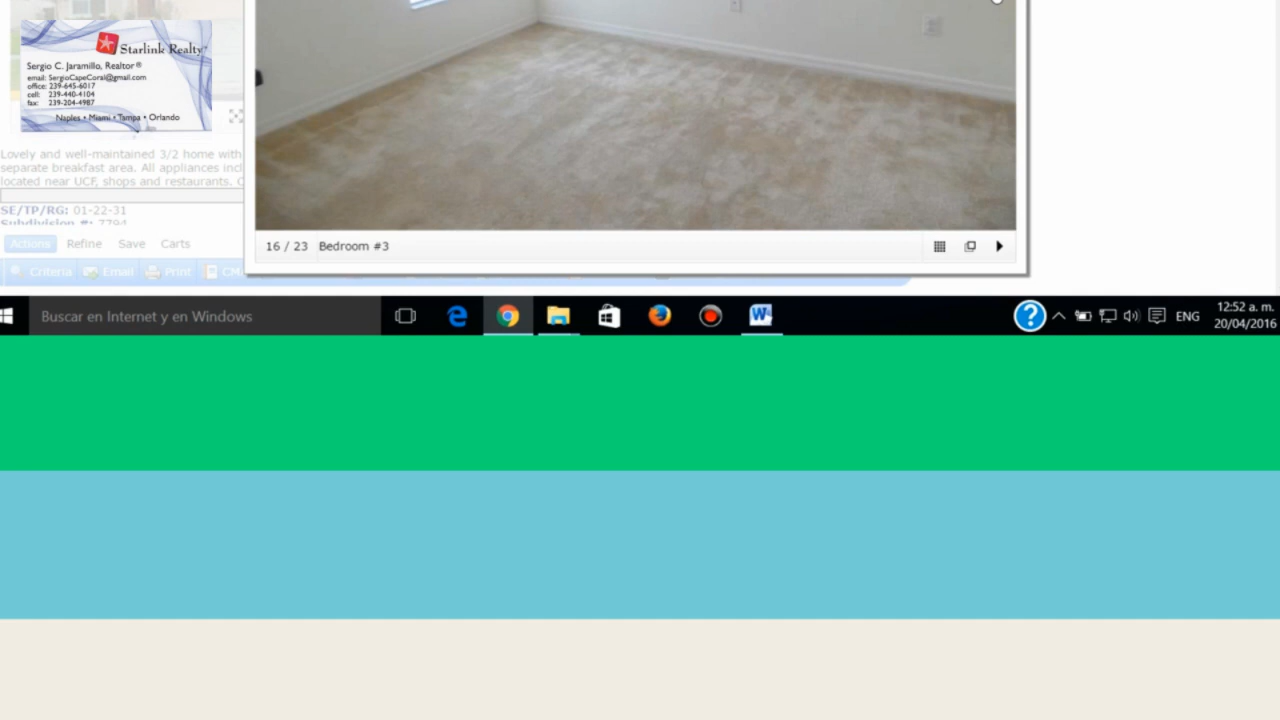 Starlink Realty
Sergio C. Jaramillo, Realtor®
email: SergioCapeCoral@gmail.com
office: 239-645-6017
cell: 239-440-4104
fax: 239-204-4987
Naples • Miami • Tampa • Orlando
Lovely and well-maintained 3/2 home with
separate breakfast area. All appliances incl
located near UCF, shops and restaurants. C
SE/TP/RG: 01-22-31
Subdivision #: 7794
Actions Refine Save Carts
Criteria Email Print CM
16 / 23 Bedroom #3
Buscar en Internet y en Windows
ENG
12:52 a. m.
20/04/2016